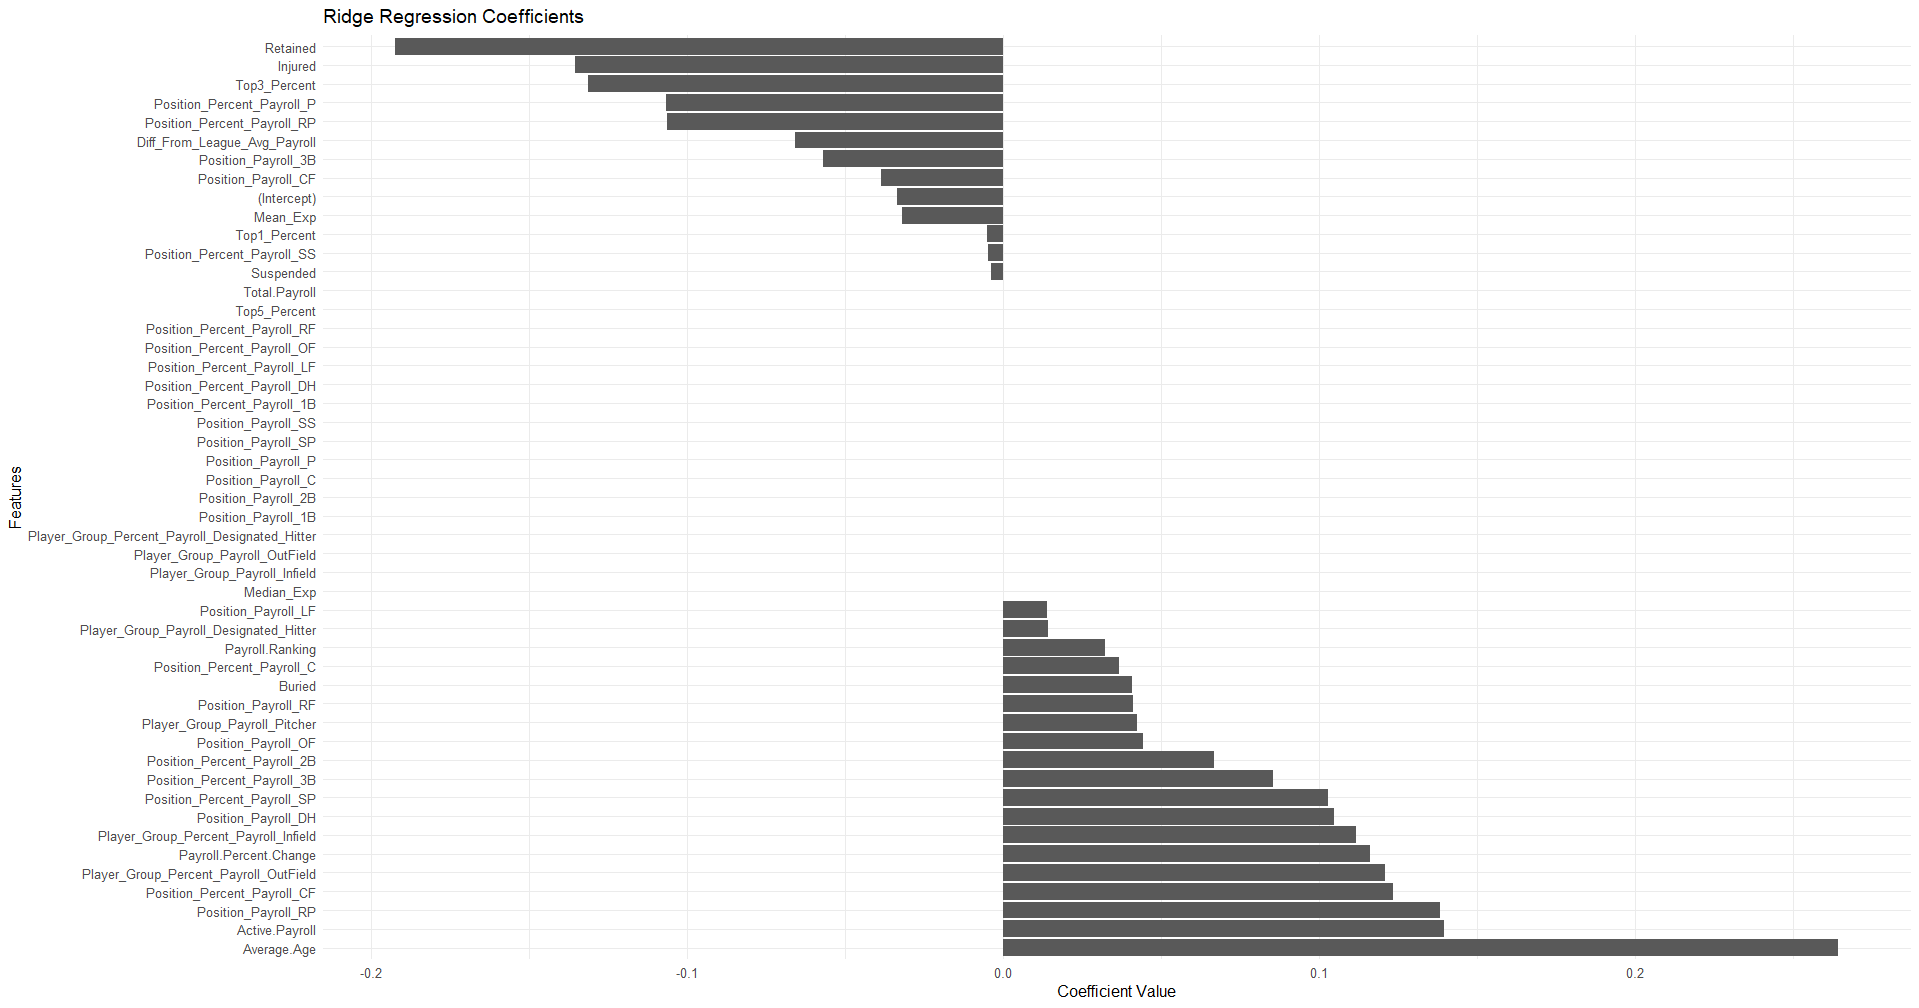 Ridge Regression Coefficients
Retained
Injured
Top3_Percent
Position_Percent_Payroll_P
Position_Percent_Payroll_RP
Diff_From_League_Avg_Payroll
Position_Payroll_3B
Position_Payroll_CF
(Intercept)
Mean_Exp
Top1_Percent
Position_Percent_Payroll_SS
Suspended
Total.Payroll
Top5_Percent
Position_Percent_Payroll_RF
Position_Percent_Payroll_OF
Position_Percent_Payroll_LF
Position_Percent_Payroll_DH
Position_Percent_Payroll_1B
Position_Payroll_SS
Position_Payroll_SP
Position_Payroll_P
Position_Payroll_C
Position_Payroll_2B
Position_Payroll_1B
Player_Group_Percent_Payroll_Designated_Hitter
Player_Group_Payroll_OutField
Player_Group_Payroll_Infield
Median_Exp
Position_Payroll_LF
Player_Group_Payroll_Designated_Hitter
Payroll.Ranking
Position_Percent_Payroll_C
Buried
Position_Payroll_RF
Player_Group_Payroll_Pitcher
Position_Payroll_OF
Position_Percent_Payroll_2B
Position_Percent_Payroll_3B
Position_Percent_Payroll_SP
Position_Payroll_DH
Player_Group_Percent_Payroll_Infield
Payroll.Percent.Change
Player_Group_Percent_Payroll_OutField
Position_Percent_Payroll_CF
Position_Payroll_RP
Active.Payroll
Average.Age
Features
-0.2 -0.1 0.0 0.1 0.2
Coefficient Value